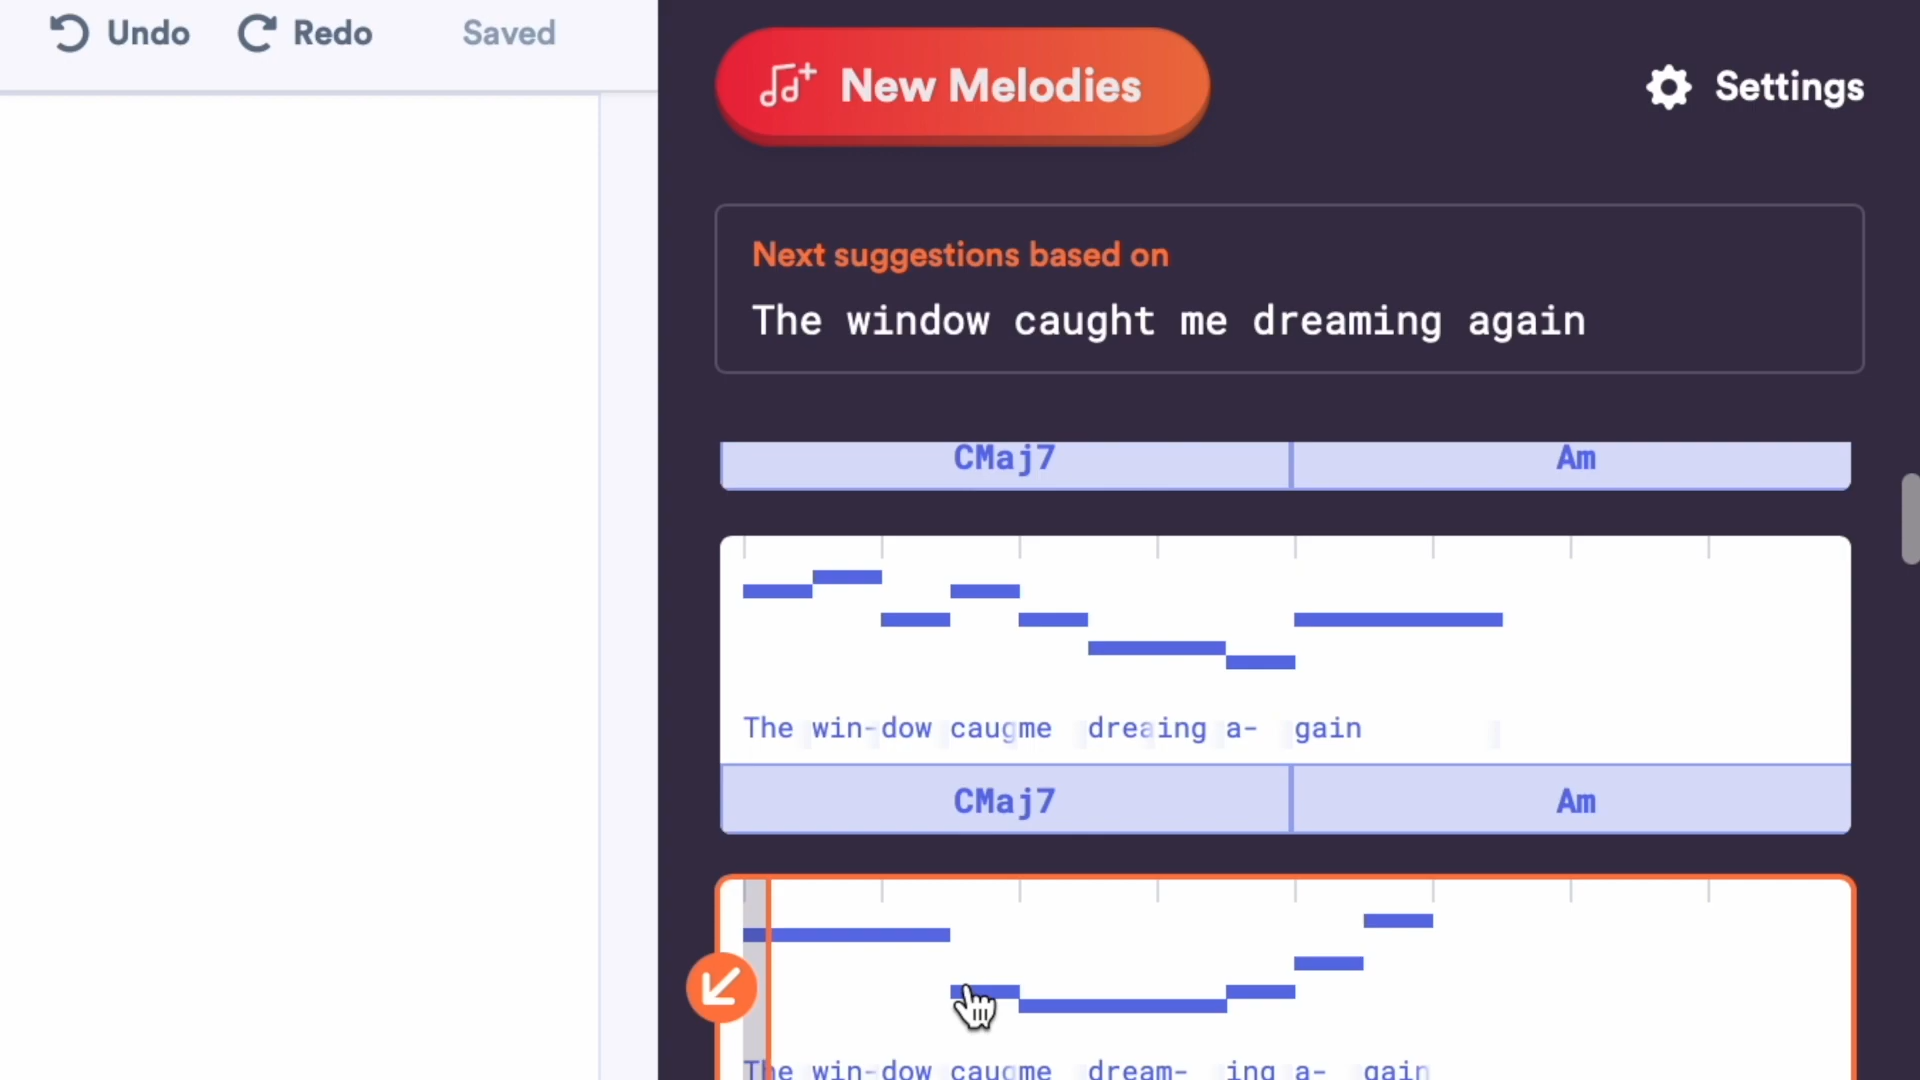 Undo Redo Saved
New Melodies
Settings
Next suggestions based on
The window caught me dreaming again
CMaj7 Am
The win-dow caugme dreaing a- gain
CMaj7 Am
The win-dow caugme dream- ing a- gain